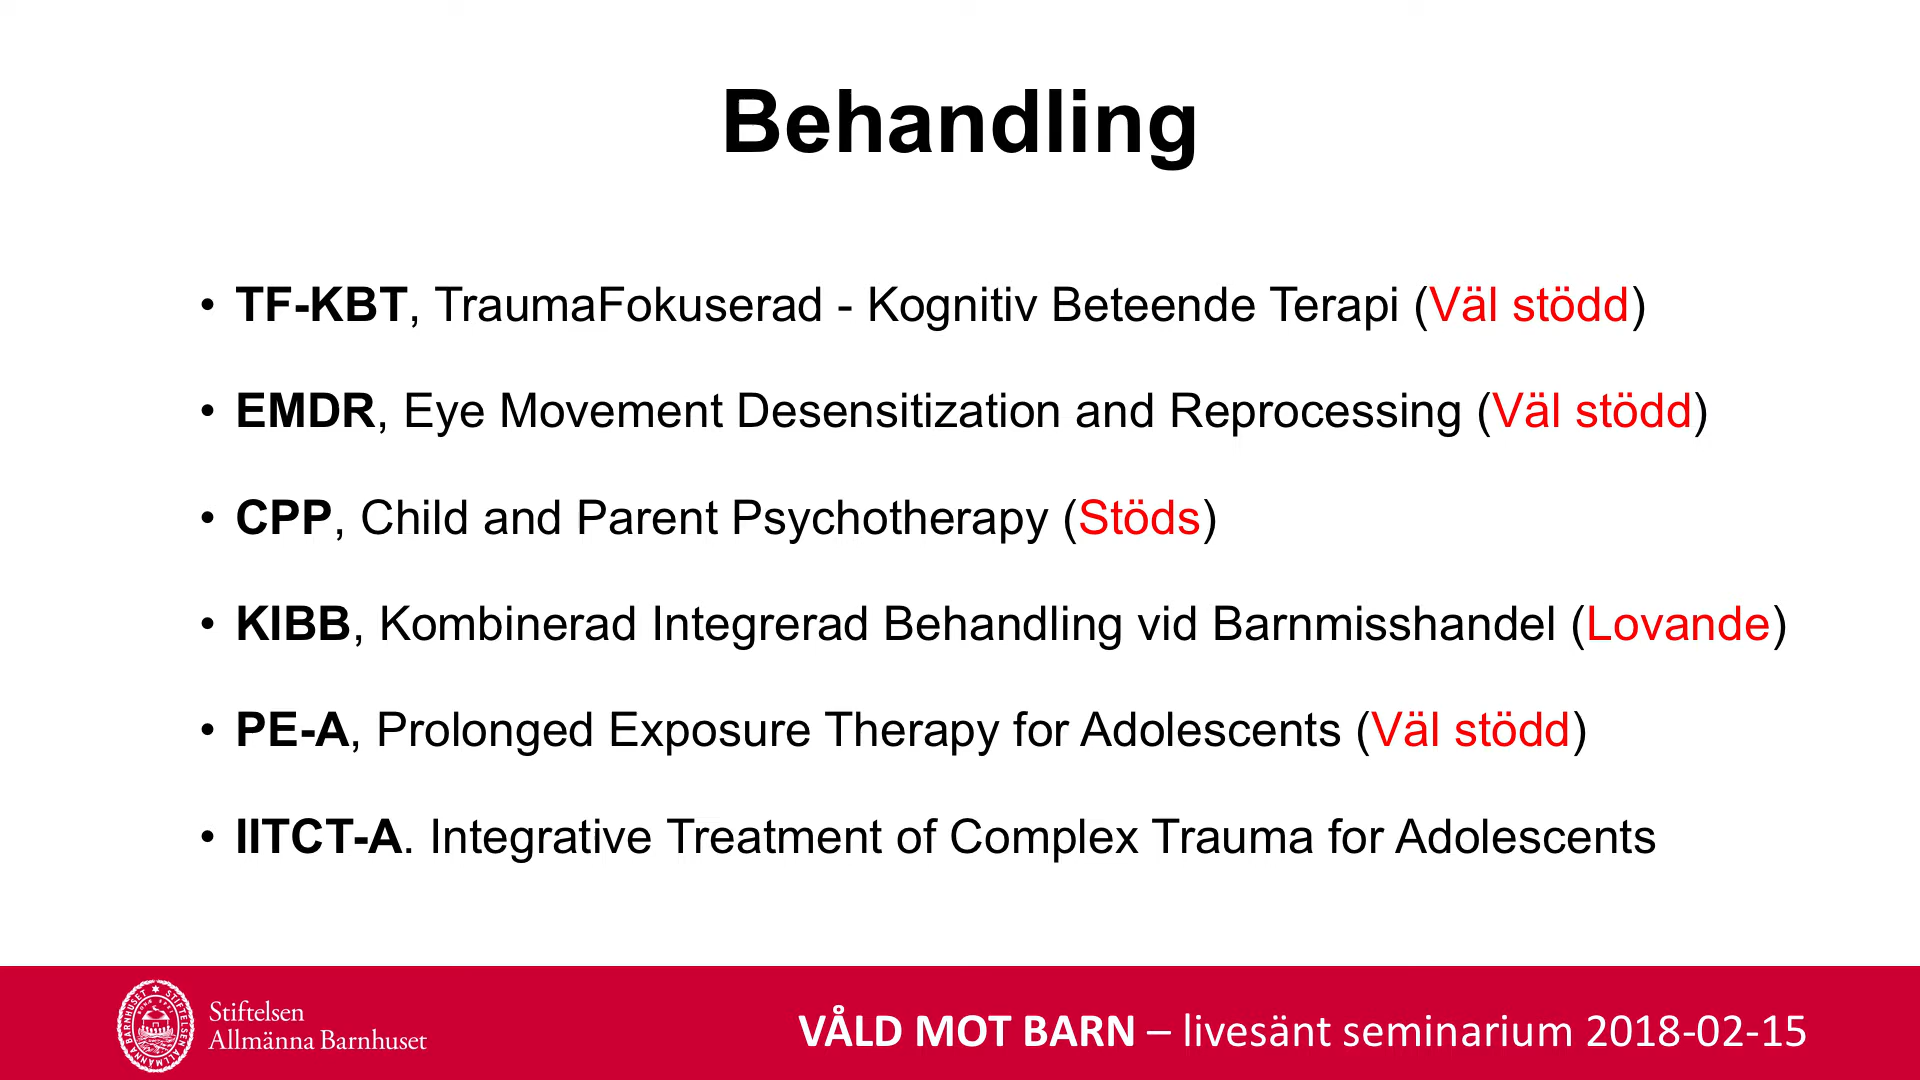 Behandling
• TF-KBT, TraumaFokuserad - Kognitiv Beteende Terapi (Väl stödd)
• EMDR, Eye Movement Desensitization and Reprocessing (Väl stödd)
• CPP, Child and Parent Psychotherapy (Stöds)
• KIBB, Kombinerad Integrerad Behandling vid Barnmisshandel (Lovande)
• PE-A, Prolonged Exposure Therapy for Adolescents (Väl stödd)
• IITCT-A. Integrative Treatment of Complex Trauma for Adolescents
STIFTELSEN ALLMÄNNA BARNHUSET
Stiftelsen
Allmänna Barnhuset
VÅLD MOT BARN – livesänt seminarium 2018-02-15